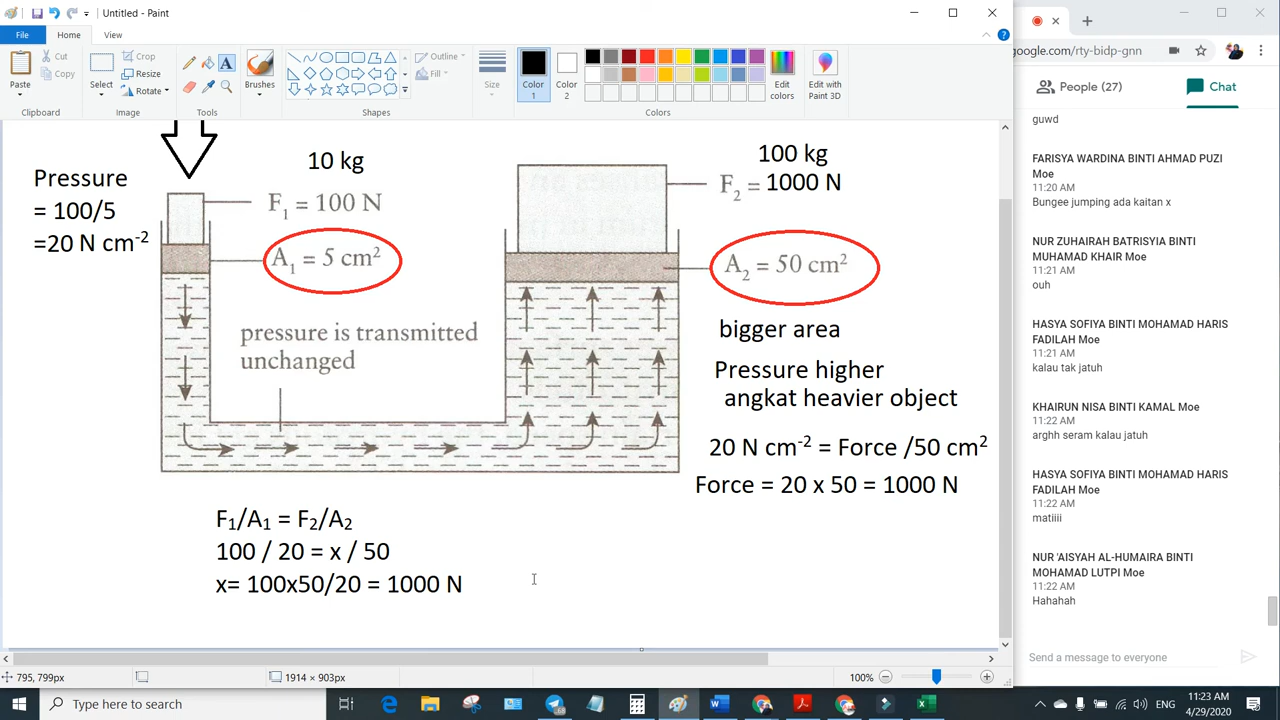 Untitled - Paint
File
Home
View
Paste
Cut
Copy
Clipboard
Select
Crop
Resize
Rotate
Image
Tools
Brushes
Shapes
Outline
Fill
Size
Color 1
Color 2
Colors
Edit colors
Edit with Paint 3D
Pressure
= 100/5
=20 N cm-2
10 kg
F1 = 100 N
A1 = 5 cm2
pressure is transmitted
unchanged
100 kg
F2 = 1000 N
A2 = 50 cm2
bigger area
Pressure higher
angkat heavier object
20 N cm-2 = Force /50 cm2
Force = 20 x 50 = 1000 N
F1/A1 = F2/A2
100 / 20 = x / 50
x= 100x50/20 = 1000 N
795, 799px
1914 × 903px
100%
google.com/rty-bidp-gnn
People (27)
Chat
guwd
FARISYA WARDINA BINTI AHMAD PUZI
Moe
11:20 AM
Bungee jumping ada kaitan x
NUR ZUHAIRAH BATRISYIA BINTI
MUHAMAD KHAIR Moe
11:21 AM
ouh
HASYA SOFIYA BINTI MOHAMAD HARIS
FADILAH Moe
11:21 AM
kalau tak jatuh
KHAIRUN NISA BINTI KAMAL Moe
11:22 AM
arghh seram kalau jatuh
HASYA SOFIYA BINTI MOHAMAD HARIS
FADILAH Moe
11:22 AM
matiiii
NUR 'AISYAH AL-HUMAIRA BINTI
MOHAMAD LUTPI Moe
11:22 AM
Hahahah
Send a message to everyone
Type here to search
ENG
11:23 AM
4/29/2020